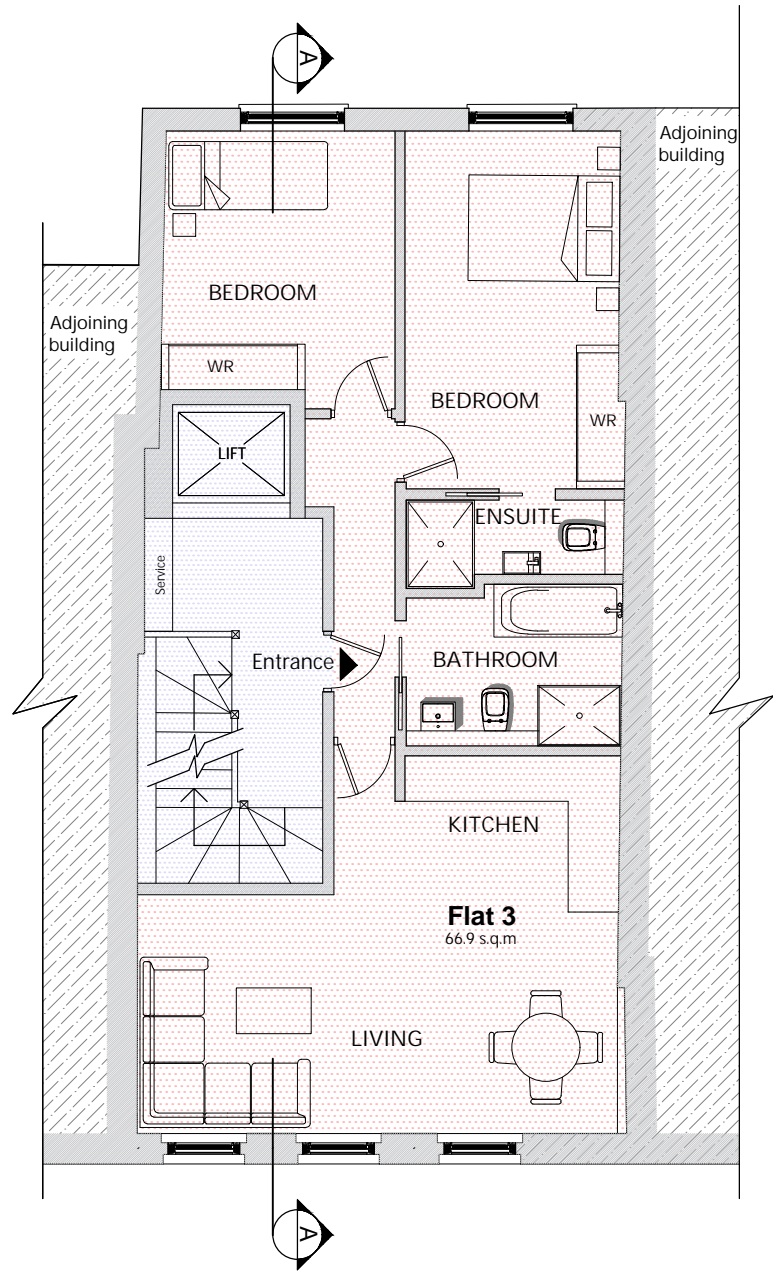 A
Adjoining
building
BEDROOM
Adjoining
building
WR
BEDROOM
WR
LIFT
ENSUITE
Service
Entrance
BATHROOM
KITCHEN
Flat 3
66.9 s.q.m
LIVING
A